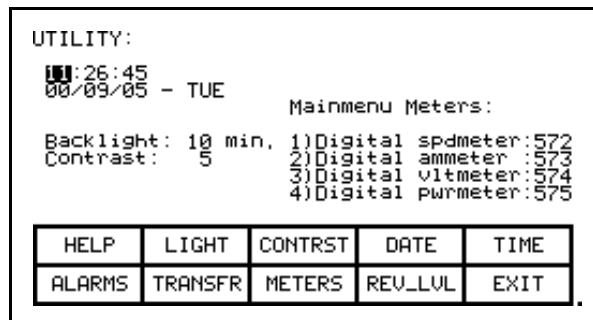 UTILITY:
11:26:45
00/09/05 - TUE
Mainmenu Meters:
Backlight: 10 min. 1)Digital spdmeter:572
Contrast: 5 2)Digital ammeter :573
3)Digital vltmeter:574
4)Digital pwrmeter:575
HELP LIGHT CONTRST DATE TIME
ALARMS TRANSFR METERS REV_LVL EXIT